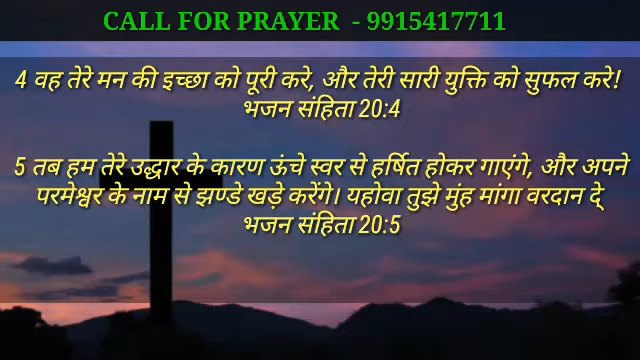 CALL FOR PRAYER - 9915417711
4 वह तेरे मन की इच्छा को पूरी करे, और तेरी सारी युक्ति को सुफल करे!
भजन संहिता 20:4
5 तब हम तेरे उद्धार के कारण ऊंचे स्वर से हर्षित होकर गाएंगे, और अपने
परमेश्वर के नाम से झण्डे खड़े करेंगे। यहोवा तुझे मुंह मांगा वरदान दे्
भजन संहिता 20:5